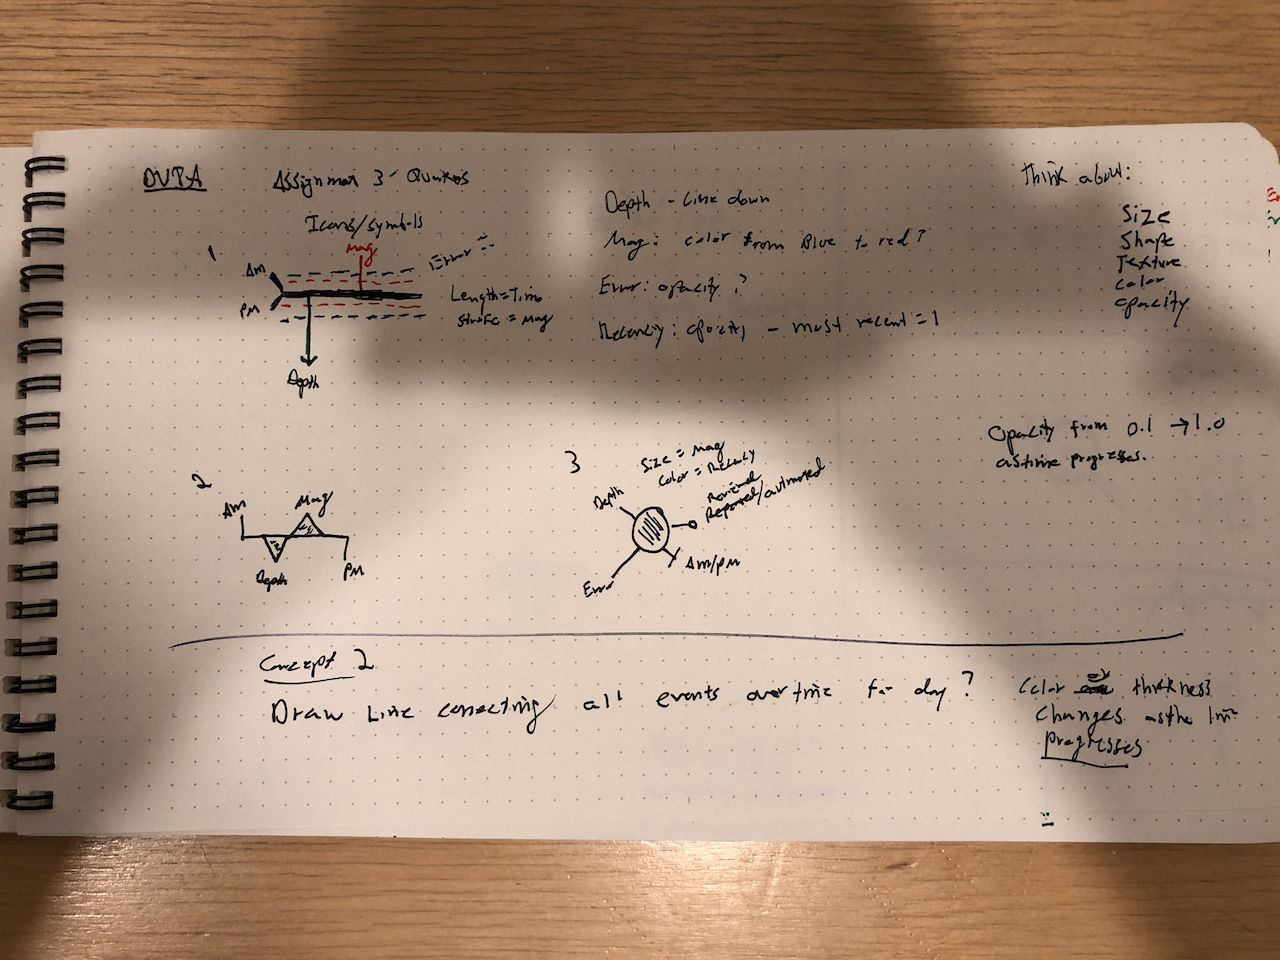 DVIA
Assignment 3 - Quakes
Icons/symbols
1
Mag
Error =
AM
PM
Length = Time
Stroke = Mag
Depth
Depth - Line down
Mag: color from Blue to red?
Error: opacity?
Recency: opacity - most recent = 1
Think about:
Size
Shape
Texture
Color
Opacity
Opacity from 0.1 → 1.0
as time progresses.
2
AM
Mag
Depth
PM
3
Size = Mag
Color = Recency
Depth
Reviewed
Reported/automated
AM/PM
Error
Concept 2
Draw Line connecting all events over time for day?
Color thickness
changes as the line
progresses